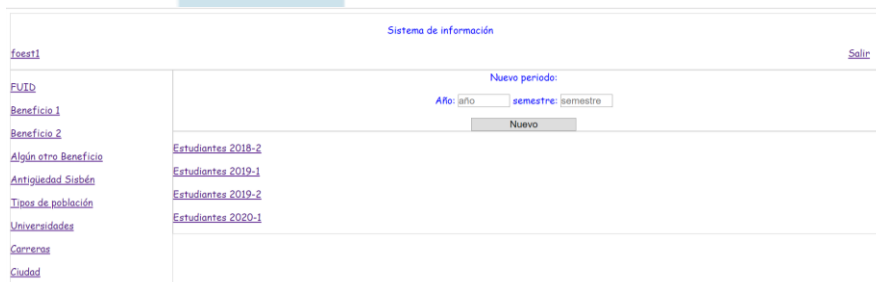 Sistema de información
foest1 Salir
FUID
Beneficio 1
Beneficio 2
Algún otro Beneficio
Antigüedad Sisbén
Tipos de población
Universidades
Carreras
Ciudad
Nuevo periodo:
Año: año semestre: semestre
Nuevo
Estudiantes 2018-2
Estudiantes 2019-1
Estudiantes 2019-2
Estudiantes 2020-1